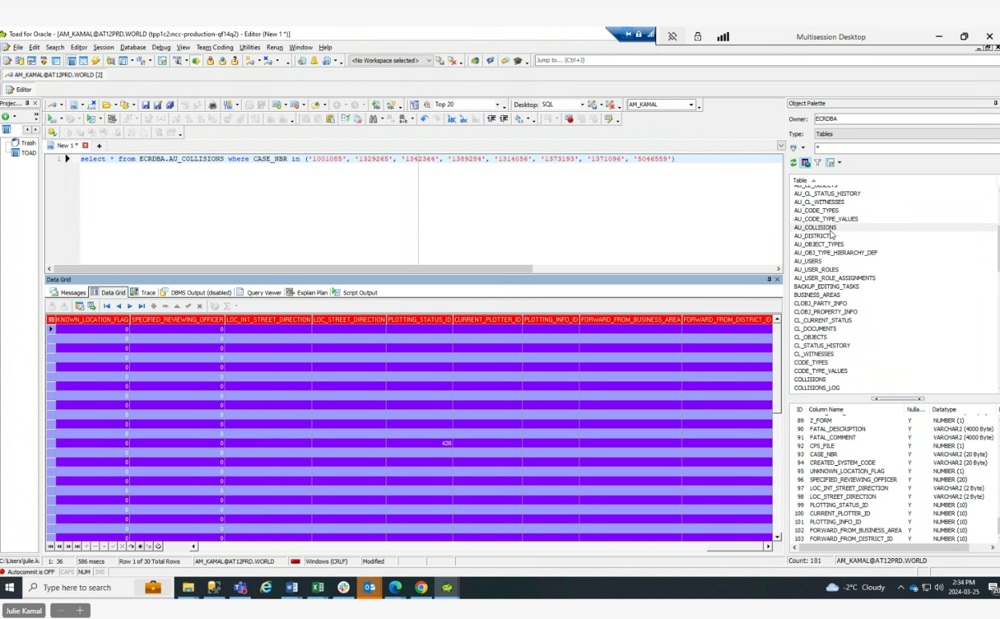 Toad for Oracle - [AM_KAMAL@AT12PRD.WORLD (tpp1c2:ncc-production-qf14q2) - Editor (New 1 *)]
Multisession Desktop
File Edit Search Editor Session Database Debug View Team Coding Utilities Rerun Window Help
<No Workspace selected>
Jump to... (Ctrl+J)
AM_KAMAL@AT12PRD.WORLD [2]
Editor
Projec...
Top 20
Desktop: SQL
AM_KAMAL
Object Palette
Owner: ECRDBA
Type: Tables
*
Trash
TOAD
New 1 *
1 select * from ECRDBA.AU_COLLISIONS where CASE_NBR in ('1001085', '1329265', '1342364', '1389284', '1314056', '1373193', '1371096', '5046559')
Table
AU_CL_OBJECTS
AU_CL_STATUS_HISTORY
AU_CL_WITNESSES
AU_CODE_TYPES
AU_CODE_TYPE_VALUES
AU_COLLISIONS
AU_DISTRICT
AU_OBJECT_TYPES
AU_OBJ_TYPE_HIERARCHY_DEF
AU_USERS
AU_USER_ROLES
AU_USER_ROLE_ASSIGNMENTS
BACKUP_EDITING_TASKS
BUSINESS_AREAS
CLOBJ_PARTY_INFO
CLOBJ_PROPERTY_INFO
CL_CURRENT_STATUS
CL_DOCUMENTS
CL_OBJECTS
CL_STATUS_HISTORY
CL_WITNESSES
CODE_TYPES
CODE_TYPE_VALUES
COLLISIONS
COLLISIONS_LOG
Data Grid
Messages Data Grid Trace DBMS Output (disabled) Query Viewer Explain Plan Script Output
KNOWN_LOCATION_FLAG SPECIFIED_REVIEWING_OFFICER LOC_INT_STREET_DIRECTION LOC_STREET_DIRECTION PLOTTING_STATUS_ID CURRENT_PLOTTER_ID PLOTTING_INFO_ID FORWARD_FROM_BUSINESS_AREA FORWARD_FROM_DISTRICT_ID
0 0
0 0
0 0
0 0
0 0
0 0
0 0
0 0
0 0
0 0
0 0
0 0
0 0 426
0 0
0 0
0 0
0 0
0 0
0 0
0 0
0 0
0 0
0 0
ID Column Name Nulla... Datatype
89 Z_FORM Y NUMBER (1)
90 FATAL_DESCRIPTION Y VARCHAR2 (4000 Byte)
91 FATAL_COMMENT Y VARCHAR2 (4000 Byte)
92 CPS_FILE Y NUMBER (1)
93 CASE_NBR Y VARCHAR2 (20 Byte)
94 CREATED_SYSTEM_CODE Y VARCHAR2 (20 Byte)
95 UNKNOWN_LOCATION_FLAG Y NUMBER (1)
96 SPECIFIED_REVIEWING_OFFICER Y NUMBER (20)
97 LOC_INT_STREET_DIRECTION Y VARCHAR2 (2 Byte)
98 LOC_STREET_DIRECTION Y VARCHAR2 (2 Byte)
99 PLOTTING_STATUS_ID Y NUMBER (10)
100 CURRENT_PLOTTER_ID Y NUMBER (10)
101 PLOTTING_INFO_ID Y NUMBER (10)
102 FORWARD_FROM_BUSINESS_AREA Y NUMBER (10)
103 FORWARD_FROM_DISTRICT_ID Y NUMBER (10)
C:\Users\julie.k 1: 36 586 msecs Row 1 of 30 Total Rows AM_KAMAL@AT12PRD.WORLD Windows (CRLF) Modified
Count: 101 AM_KAMAL@AT12PRD.WORLD
Autocommit is OFF CAPS NUM INS
Type here to search
-2°C Cloudy
2:34 PM
2024-03-25
Julie Kamal